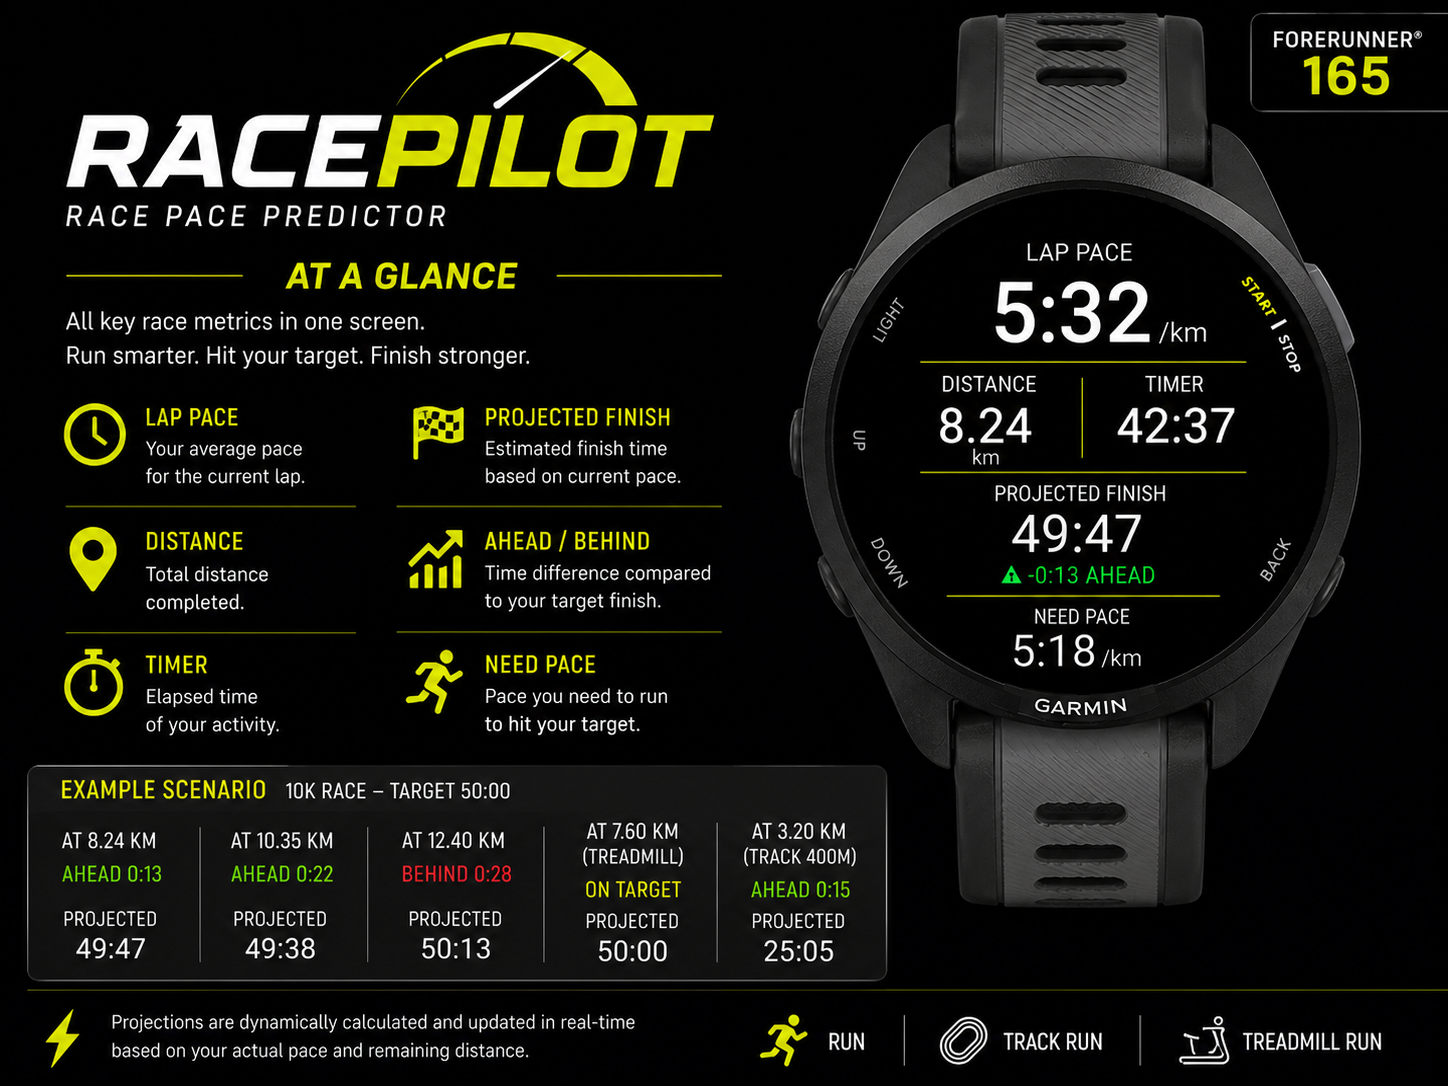 RACEPILOT
RACE PACE PREDICTOR
AT A GLANCE
All key race metrics in one screen.
Run smarter. Hit your target. Finish stronger.
LAP PACE
Your average pace
for the current lap.
PROJECTED FINISH
Estimated finish time
based on current pace.
DISTANCE
Total distance
completed.
AHEAD / BEHIND
Time difference compared
to your target finish.
TIMER
Elapsed time
of your activity.
NEED PACE
Pace you need to run
to hit your target.
FORERUNNER®
165
LAP PACE
5:32 /km
DISTANCE
8.24
km
TIMER
42:37
PROJECTED FINISH
49:47
-0:13 AHEAD
NEED PACE
5:18 /km
GARMIN
LIGHT
UP
DOWN
START | STOP
BACK
EXAMPLE SCENARIO 10K RACE – TARGET 50:00
AT 8.24 KM
AHEAD 0:13
PROJECTED
49:47
AT 10.35 KM
AHEAD 0:22
PROJECTED
49:38
AT 12.40 KM
BEHIND 0:28
PROJECTED
50:13
AT 7.60 KM
(TREADMILL)
ON TARGET
PROJECTED
50:00
AT 3.20 KM
(TRACK 400M)
AHEAD 0:15
PROJECTED
25:05
Projections are dynamically calculated and updated in real-time
based on your actual pace and remaining distance.
RUN
TRACK RUN
TREADMILL RUN